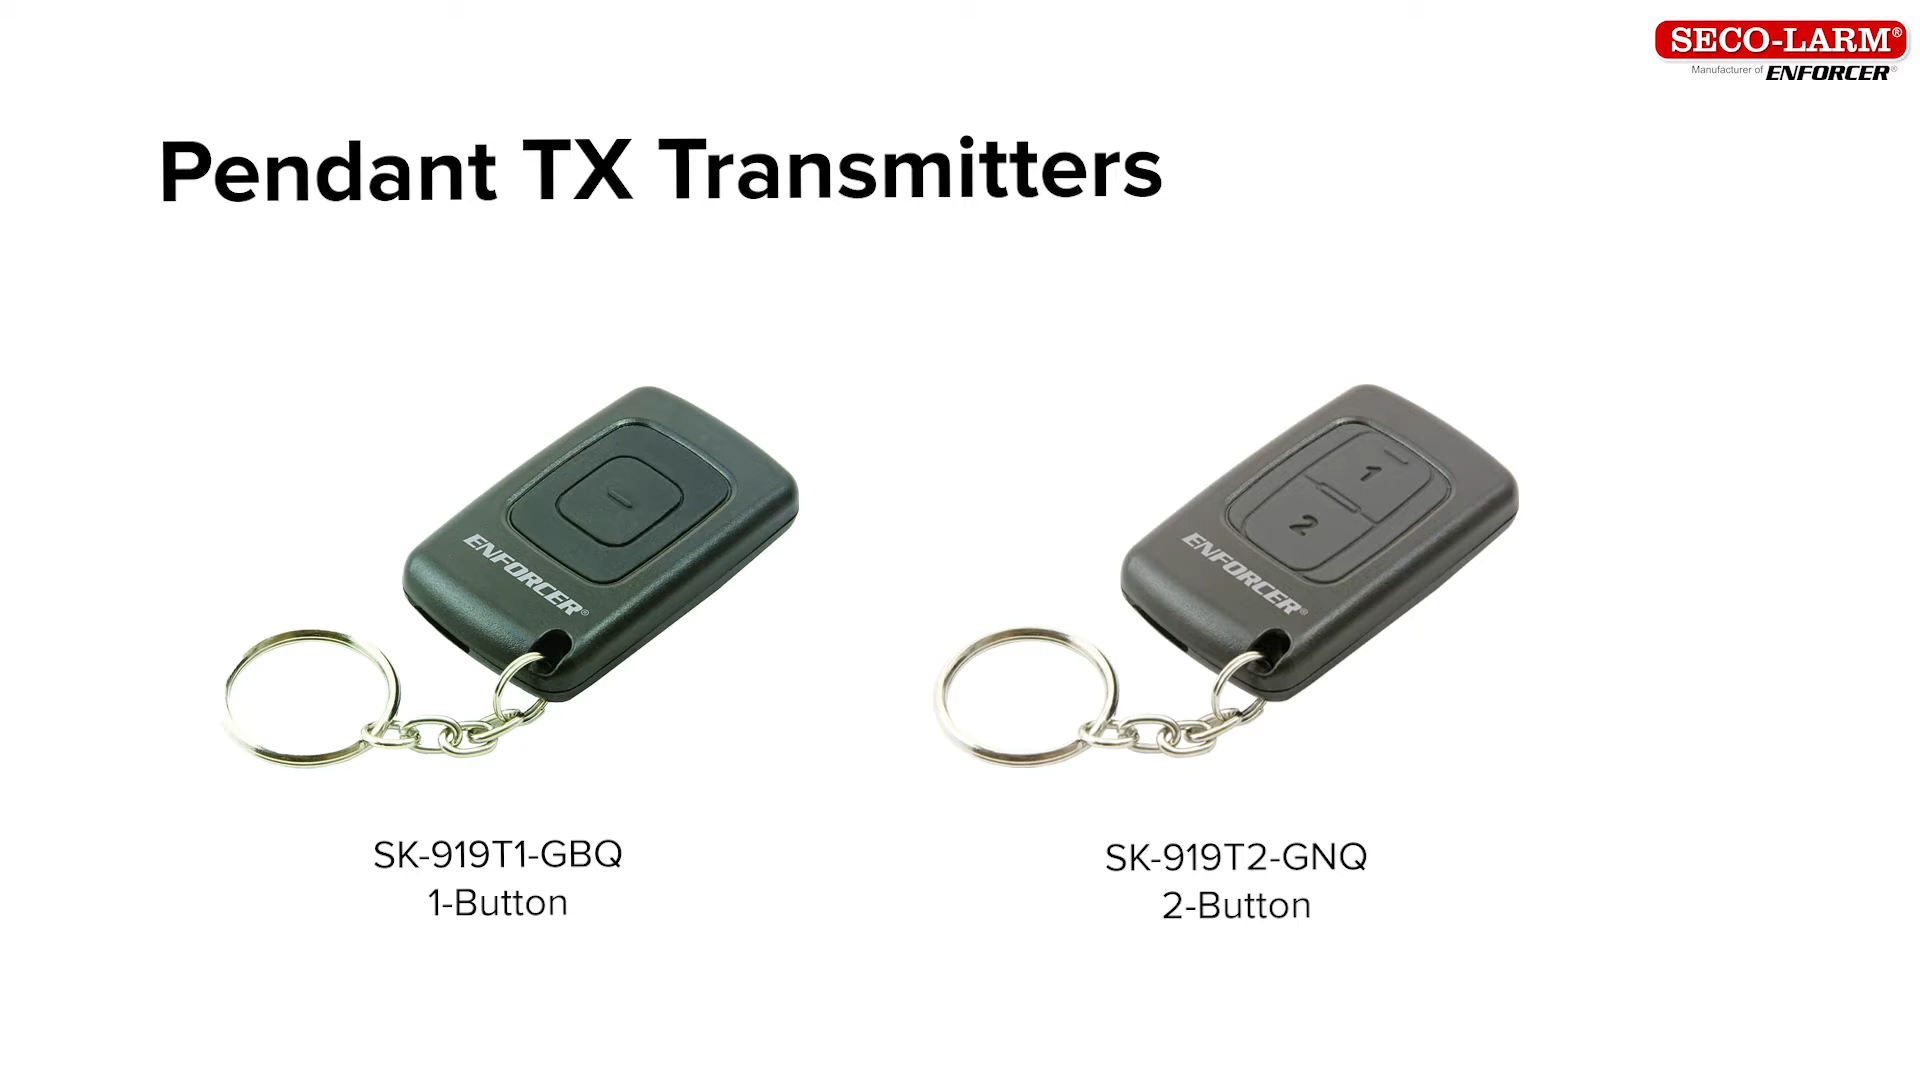 SECO-LARM®
Manufacturer of ENFORCER®
Pendant TX Transmitters
ENFORCER®
1
2
ENFORCER®
SK-919T1-GBQ
1-Button
SK-919T2-GNQ
2-Button